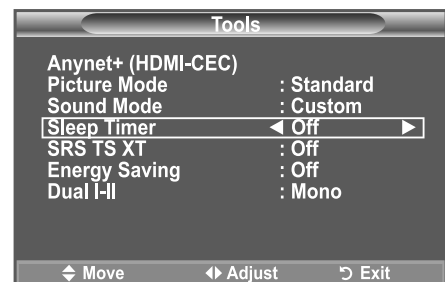 Tools
Anynet+ (HDMI-CEC)
Picture Mode : Standard
Sound Mode : Custom
Sleep Timer ◄ Off ►
SRS TS XT : Off
Energy Saving : Off
Dual I-II : Mono
Move Adjust Exit